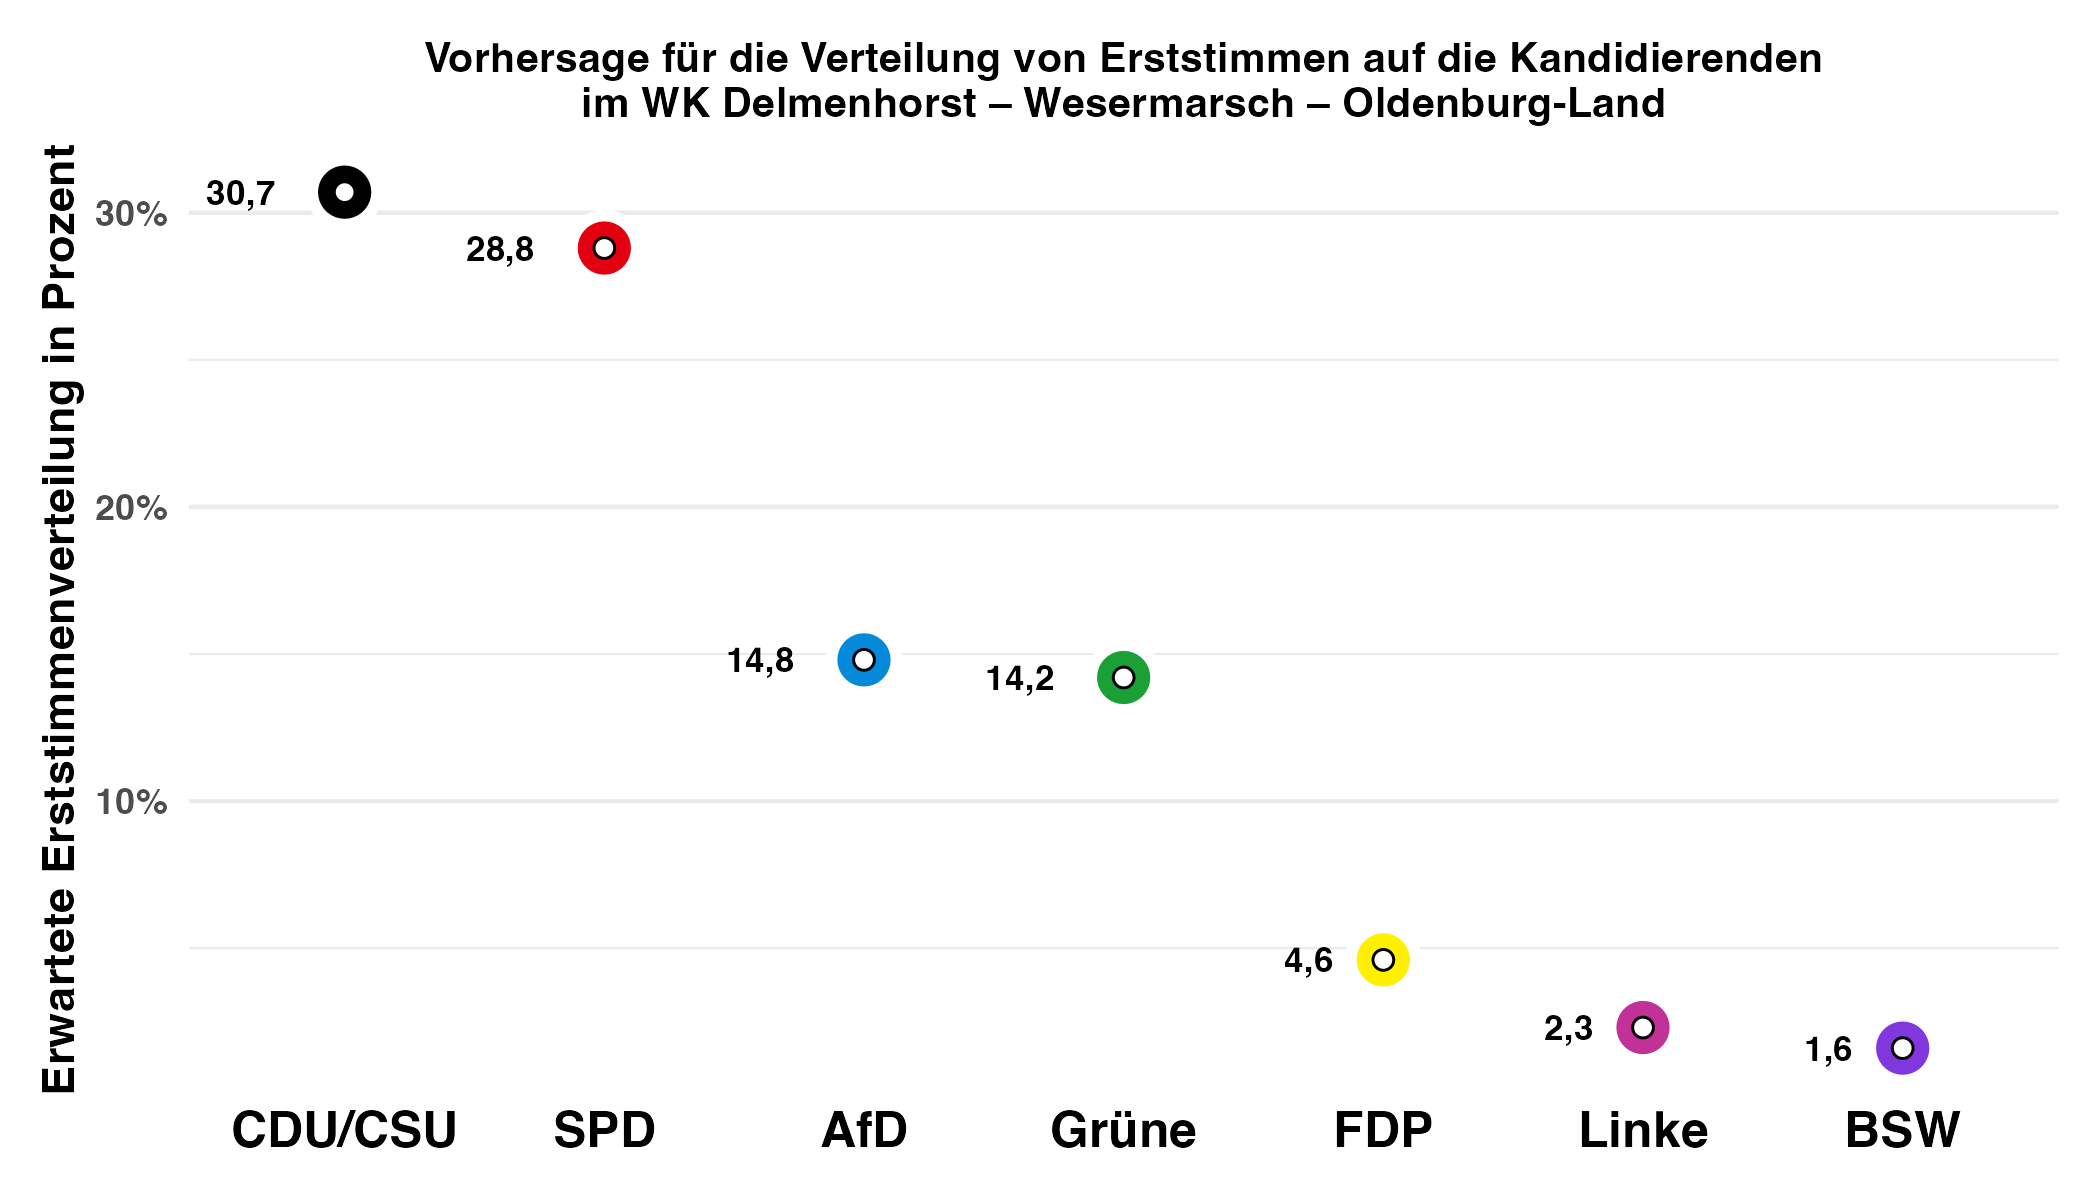 Vorhersage für die Verteilung von Erststimmen auf die Kandidierenden
im WK Delmenhorst – Wesermarsch – Oldenburg-Land
Erwartete Erststimmenverteilung in Prozent
30%
20%
10%
30,7
28,8
14,8
14,2
4,6
2,3
1,6
CDU/CSU
SPD
AfD
Grüne
FDP
Linke
BSW